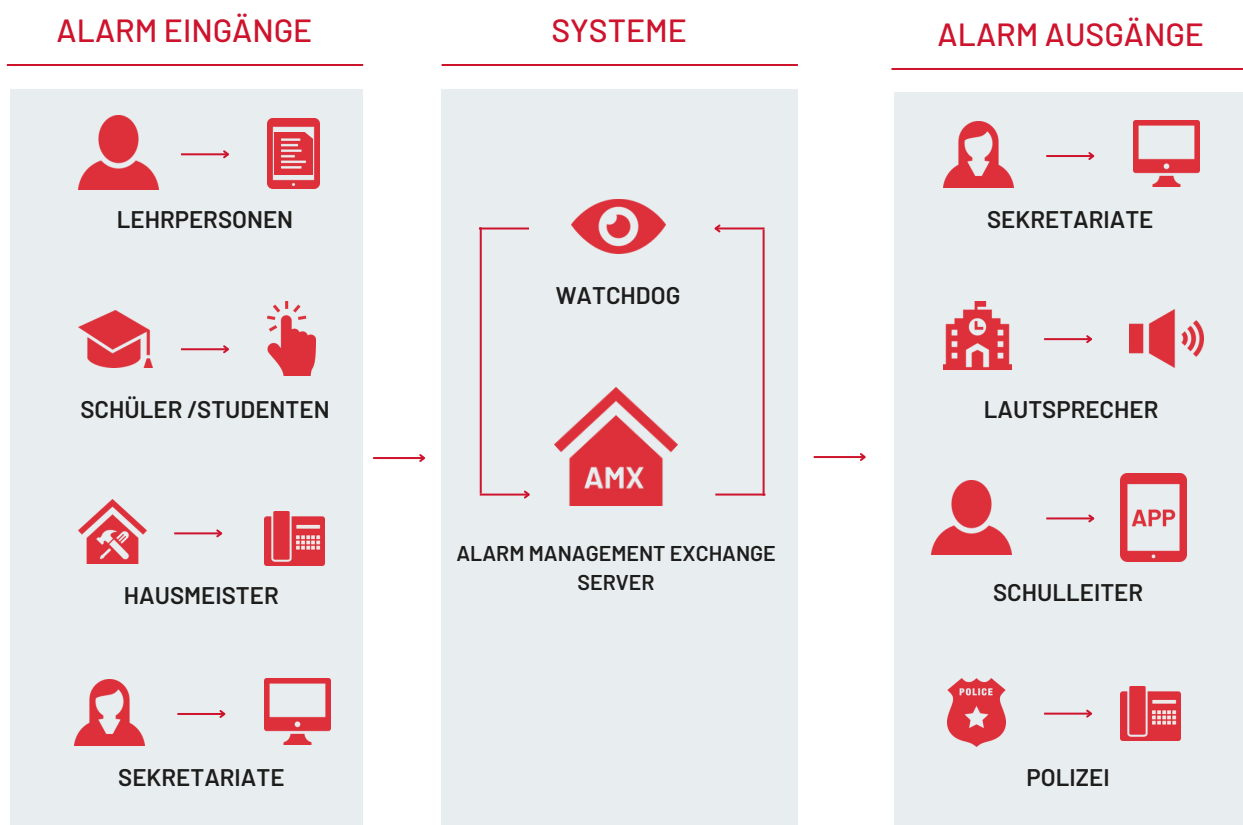 ALARM EINGÄNGE
LEHRPERSONEN
SCHÜLER /STUDENTEN
HAUSMEISTER
SEKRETARIATE
SYSTEME
WATCHDOG
AMX
ALARM MANAGEMENT EXCHANGE
SERVER
ALARM AUSGÄNGE
SEKRETARIATE
LAUTSPRECHER
APP
SCHULLEITER
POLICE
POLIZEI